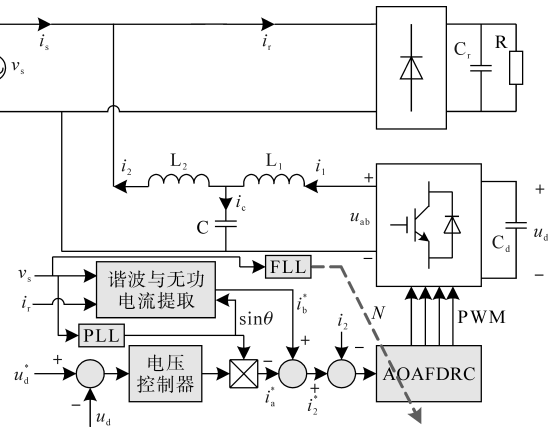 i_s
i_r
v_s
C_r
R
i_2
L_2
L_1
i_1
+
i_c
C
u_ab
C_d
+
u_d
−
−
v_s
谐波与无功
电流提取
FLL
i_r
i_b^*
sinθ
i_2
N
PWM
PLL
u_d^*
+
−
u_d
电压
控制器
−
i_a^*
+
+
i_2^*
−
AOAFDRC